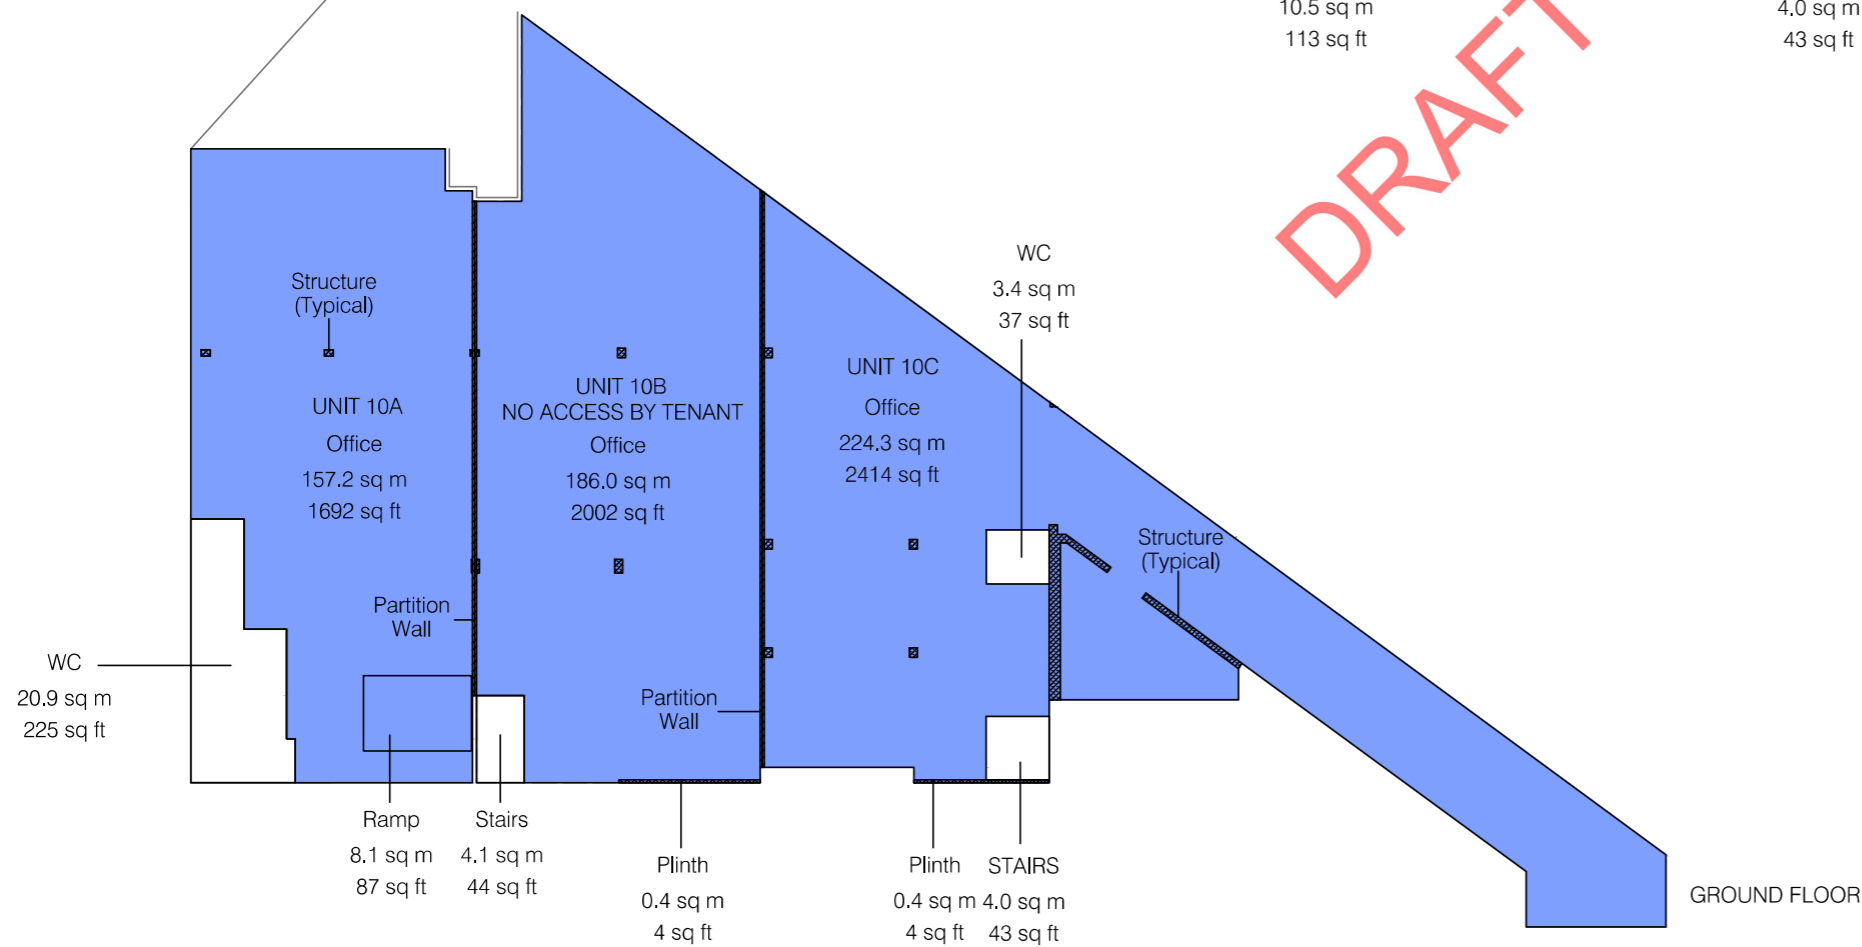 10.5 sq m
113 sq ft
4.0 sq m
43 sq ft
DRAFT
WC
3.4 sq m
37 sq ft
Structure
(Typical)
UNIT 10A
Office
157.2 sq m
1692 sq ft
UNIT 10B
NO ACCESS BY TENANT
Office
186.0 sq m
2002 sq ft
UNIT 10C
Office
224.3 sq m
2414 sq ft
Structure
(Typical)
Partition
Wall
WC
20.9 sq m
225 sq ft
Partition
Wall
Ramp
8.1 sq m
87 sq ft
Stairs
4.1 sq m
44 sq ft
Plinth
0.4 sq m
4 sq ft
Plinth
0.4 sq m
4 sq ft
STAIRS
4.0 sq m
43 sq ft
GROUND FLOOR